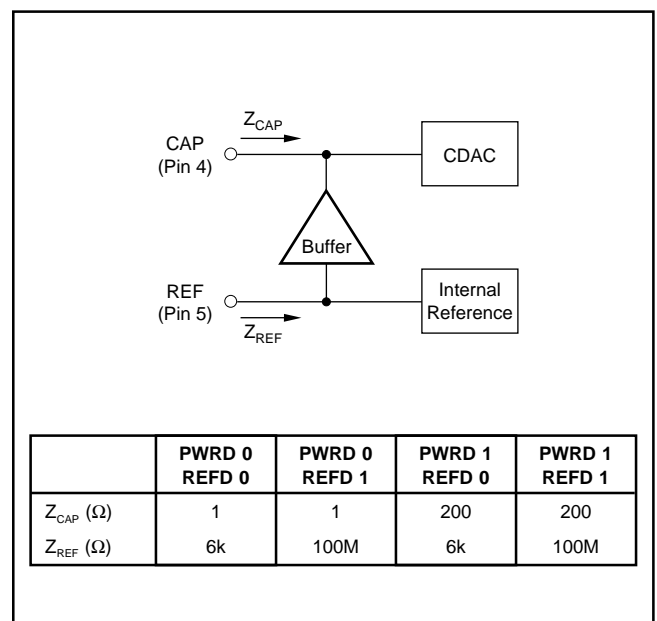 Z_CAP
CAP
(Pin 4)
CDAC
Buffer
REF
(Pin 5)
Internal
Reference
Z_REF
PWRD 0 REFD 0 PWRD 0 REFD 1 PWRD 1 REFD 0 PWRD 1 REFD 1
Z_CAP (Ω) 1 1 200 200
Z_REF (Ω) 6k 100M 6k 100M